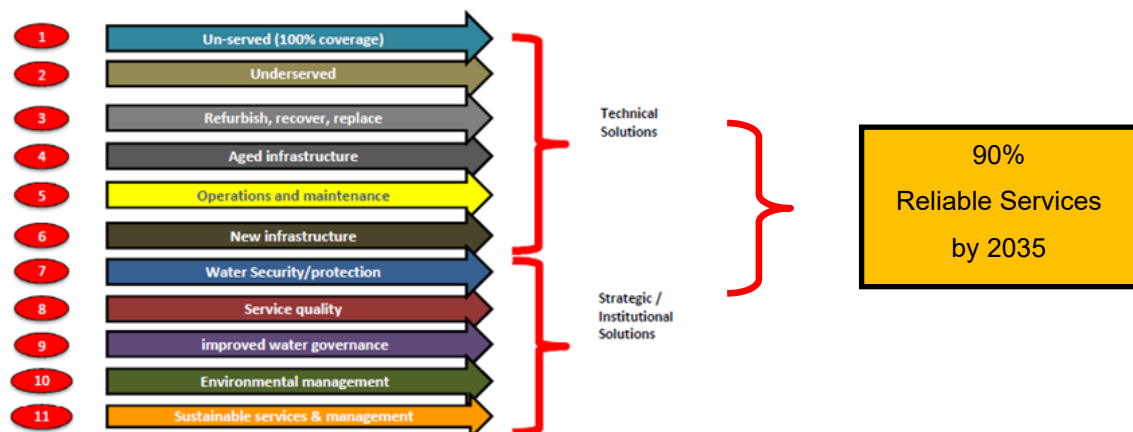 1
Un-served (100% coverage)
2
Underserved
3
Refurbish, recover, replace
4
Aged infrastructure
5
Operations and maintenance
6
New infrastructure
7
Water Security/protection
8
Service quality
9
improved water governance
10
Environmental management
11
Sustainable services & management
Technical
Solutions
Strategic /
Institutional
Solutions
90%
Reliable Services
by 2035